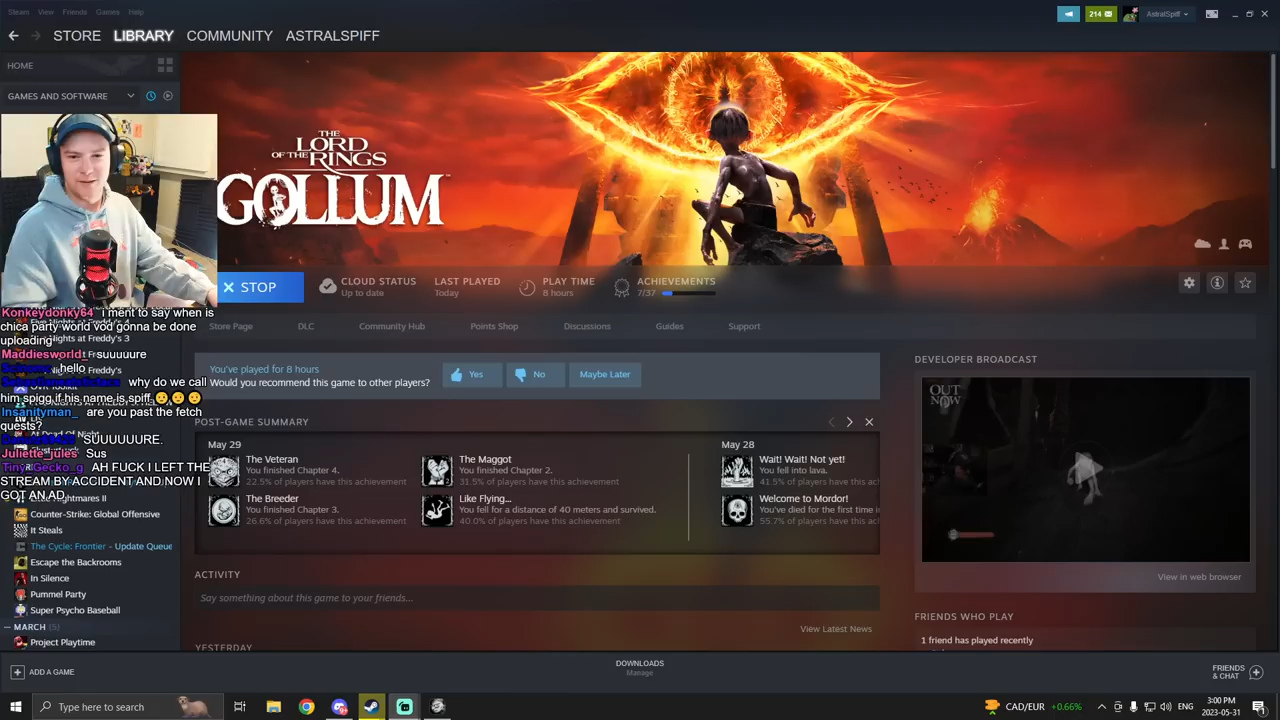 Steam View Friends Games Help
214
AstralSpiff
STORE LIBRARY COMMUNITY ASTRALSPIFF
HOME
GAMES AND SOFTWARE
THE
LORD
OF THE RINGS
GOLLUM
STOP
CLOUD STATUS
Up to date
LAST PLAYED
Today
PLAY TIME
8 hours
ACHIEVEMENTS
7/37
Store Page DLC Community Hub Points Shop Discussions Guides Support
Konkeydonky64 i ment to say when is
chica party world vod gonna be done
uploading
Maddiesworld_ r suuuuure
hello
why do we call
him spigg if his name is spiff
Insanityman_ are you past the fetch
quests?
SUUUUURE.
Juliette_jules Sus
Tiny_Gecko_g AH FUCK I LEFT THE
STREAM BY ACCIDENT AND NOW I
GOT AN AD
Nights at Freddy's 3
Counter-Strike: Global Offensive
It Steals
The Cycle: Frontier - Update Queue
Escape the Backrooms
In Silence
Pummel Party
Super Psycho Baseball
MARCH (5)
Project Playtime
You've played for 8 hours
Would you recommend this game to other players?
Yes No Maybe Later
POST-GAME SUMMARY
May 29
The Veteran
You finished Chapter 4.
22.5% of players have this achievement
The Breeder
You finished Chapter 3.
26.6% of players have this achievement
The Maggot
You finished Chapter 2.
31.5% of players have this achievement
Like Flying...
You fell for a distance of 40 meters and survived.
40.0% of players have this achievement
May 28
Wait! Wait! Not yet!
You fell into lava.
41.5% of players have this ach
Welcome to Mordor!
You've died for the first time i
55.7% of players have this ac
ACTIVITY
Say something about this game to your friends...
View Latest News
YESTERDAY
DEVELOPER BROADCAST
OUT
NOW
View in web browser
FRIENDS WHO PLAY
1 friend has played recently
ADD A GAME
DOWNLOADS
Manage
FRIENDS
& CHAT
Type here to search
CAD/EUR +0.66%
ENG
3:00 PM
2023-05-31